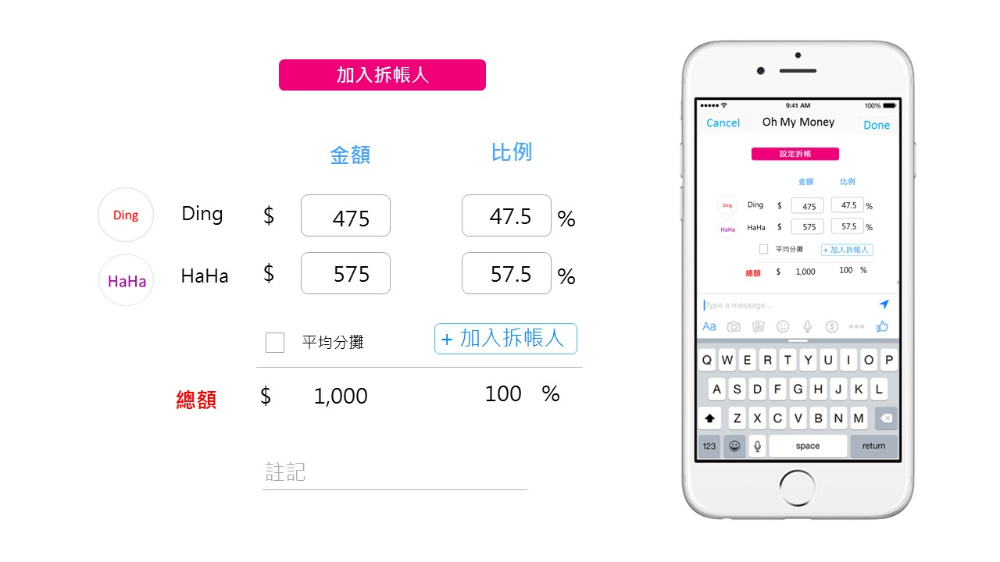 加入拆帳人
金額 比例
Ding Ding $ 475 47.5 %
HaHa HaHa $ 575 57.5 %
平均分攤 + 加入拆帳人
總額 $ 1,000 100 %
註記
9:41 AM 100%
Cancel Oh My Money Done
設定拆帳
金額 比例
Ding Ding $ 475 47.5 %
HaHa HaHa $ 575 57.5 %
平均分攤 + 加入拆帳人
總額 $ 1,000 100 %
Type a message...
Aa $
Q W E R T Y U I O P
A S D F G H J K L
Z X C V B N M
123 space return